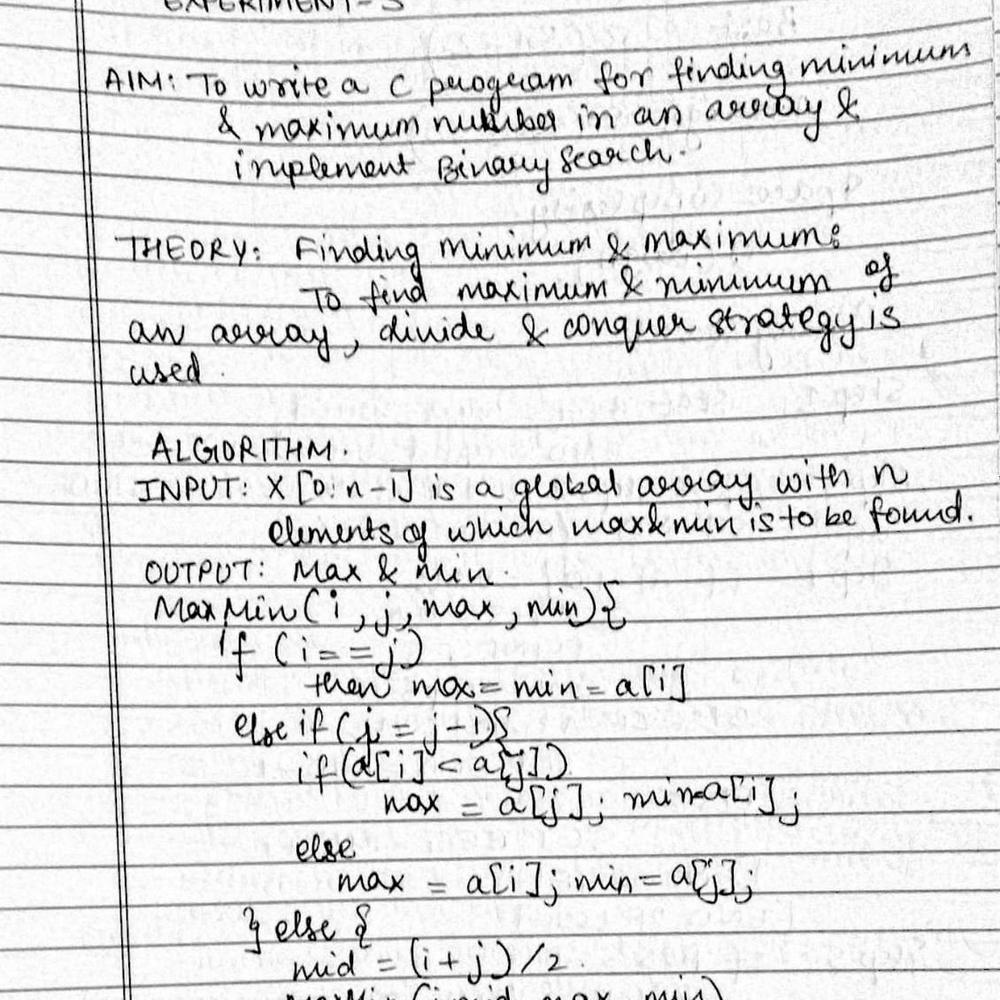 EXPERIMENT-3
AIM: To write a C program for finding minimum
& maximum number in an array &
implement Binary Search.
THEORY: Finding Minimum & maximum:
To find maximum & minimum of
an array, divide & conquer strategy is
used.
ALGORITHM.
INPUT: X [0:n-1] is a global array with n
elements of which max & min is to be found.
OUTPUT: Max & Min.
MaxMin(i, j, max, min){
if (i==j)
then max = min = a[i]
else if (j = j-1){
if(a[i] < a[j])
max = a[j]; min=a[i];
else
max = a[i]; min = a[j];
} else {
mid = (i+j)/2.